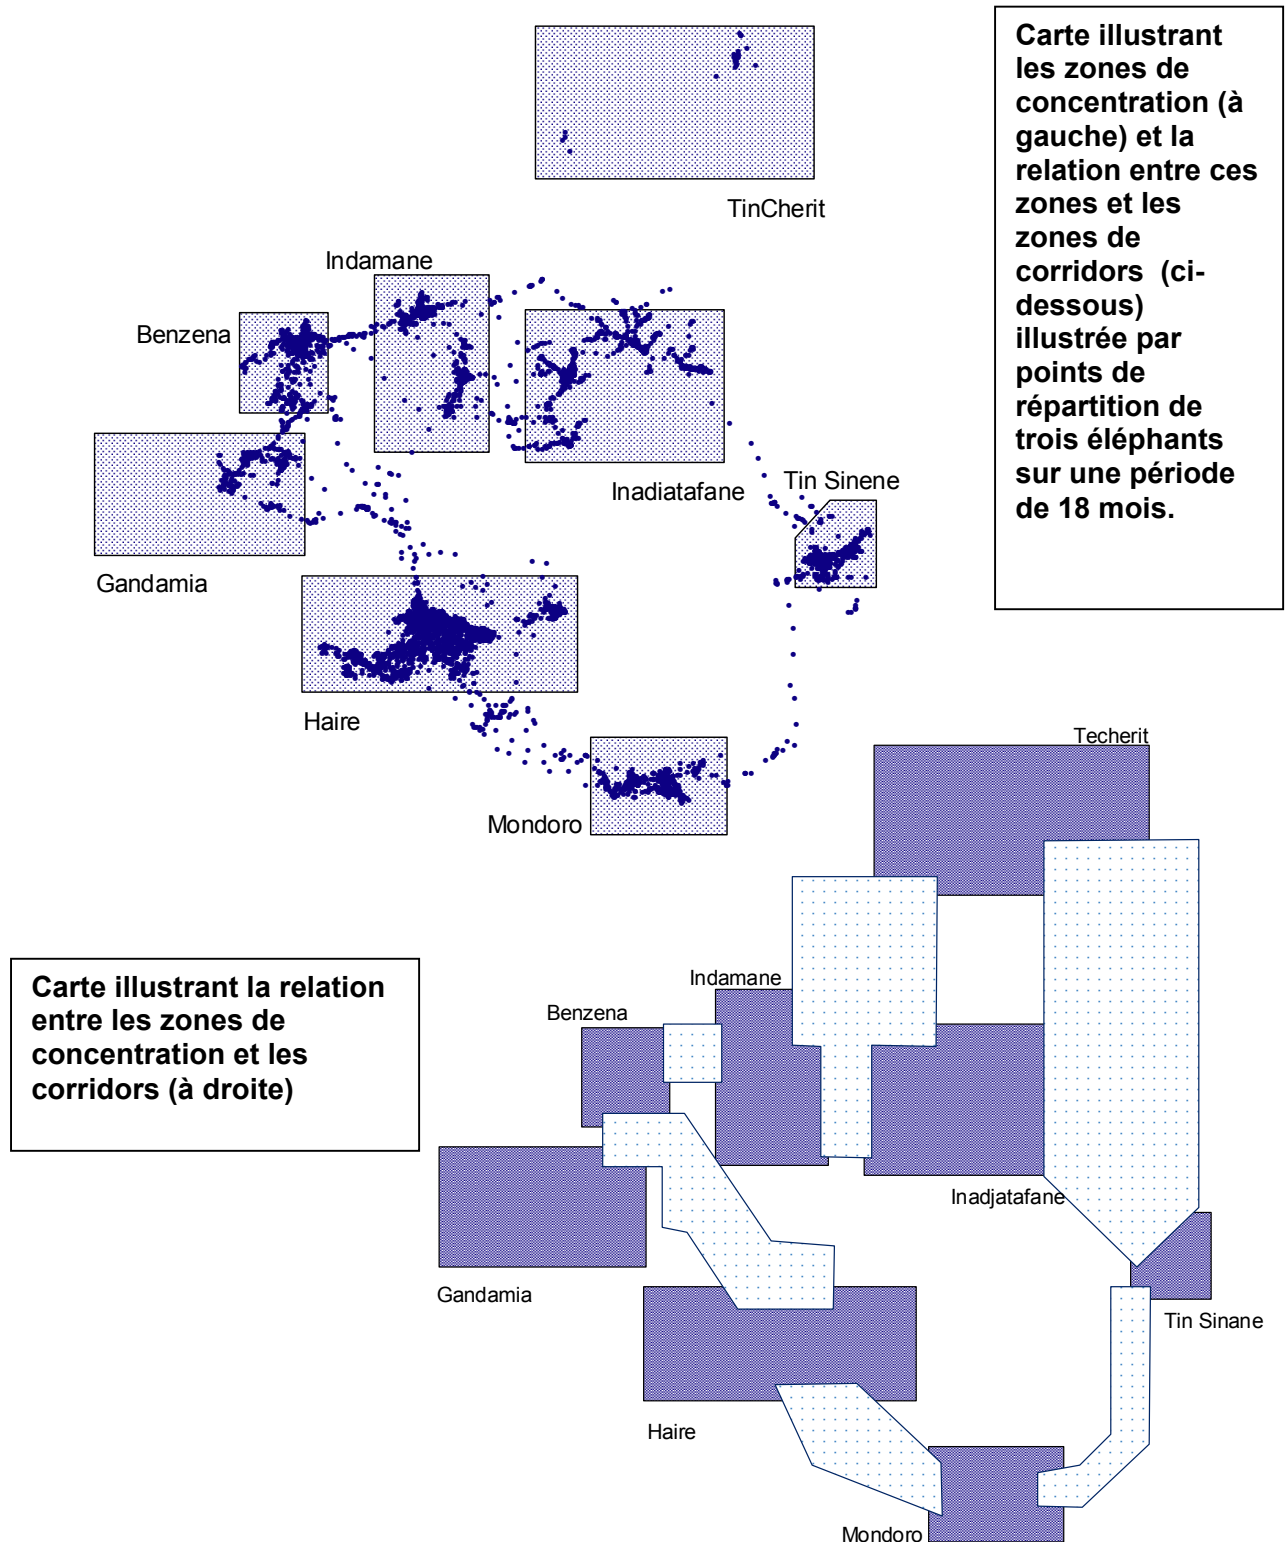 Carte illustrant
les zones de
concentration (à
gauche) et la
relation entre ces
zones et les
zones de
corridors (ci-
dessous)
illustrée par
points de
répartition de
trois éléphants
sur une période
de 18 mois.
TinCherit
Indamane
Benzena
Inadiatafane
Tin Sinene
Gandamia
Haire
Mondoro
Techerit
Carte illustrant la relation
entre les zones de
concentration et les
corridors (à droite)
Indamane
Benzena
Inadjatafane
Gandamia
Tin Sinane
Haire
Mondoro